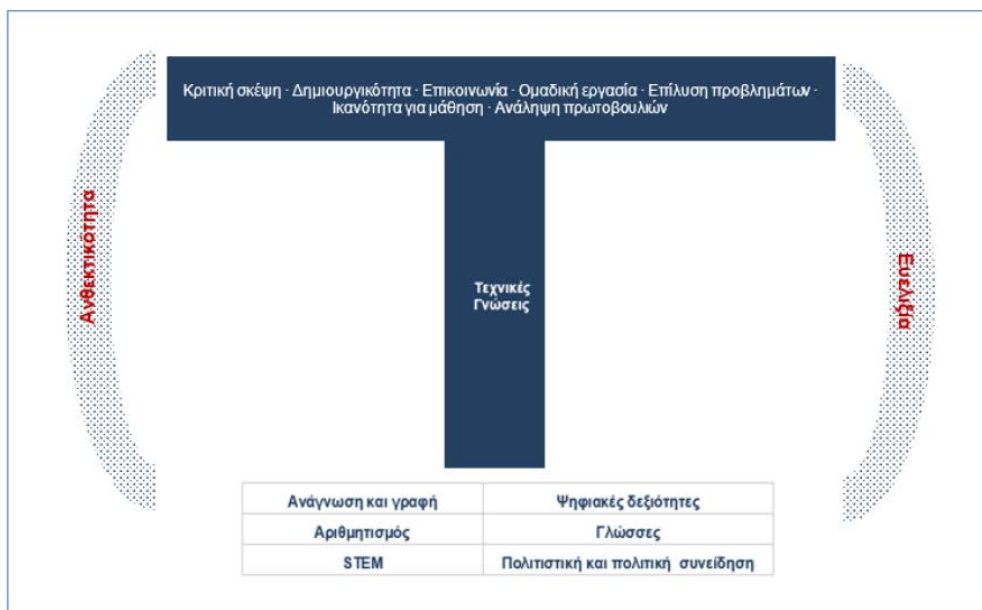 Κριτική σκέψη - Δημιουργικότητα - Επικοινωνία - Ομαδική εργασία - Επίλυση προβλημάτων -
Ικανότητα για μάθηση - Ανάληψη πρωτοβουλιών
Ανθεκτικότητα
Τεχνικές
Γνώσεις
Ευελιξία
Ανάγνωση και γραφή
Ψηφιακές δεξιότητες
Αριθμητισμός
Γλώσσες
STEM
Πολιτιστική και πολιτική συνείδηση